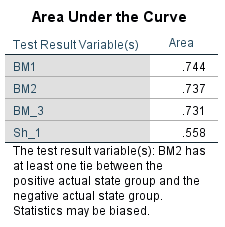 Area Under the Curve
Test Result Variable(s) Area
BM1 .744
BM2 .737
BM_3 .731
Sh_1 .558
The test result variable(s): BM2 has
at least one tie between the
positive actual state group and the
negative actual state group.
Statistics may be biased.